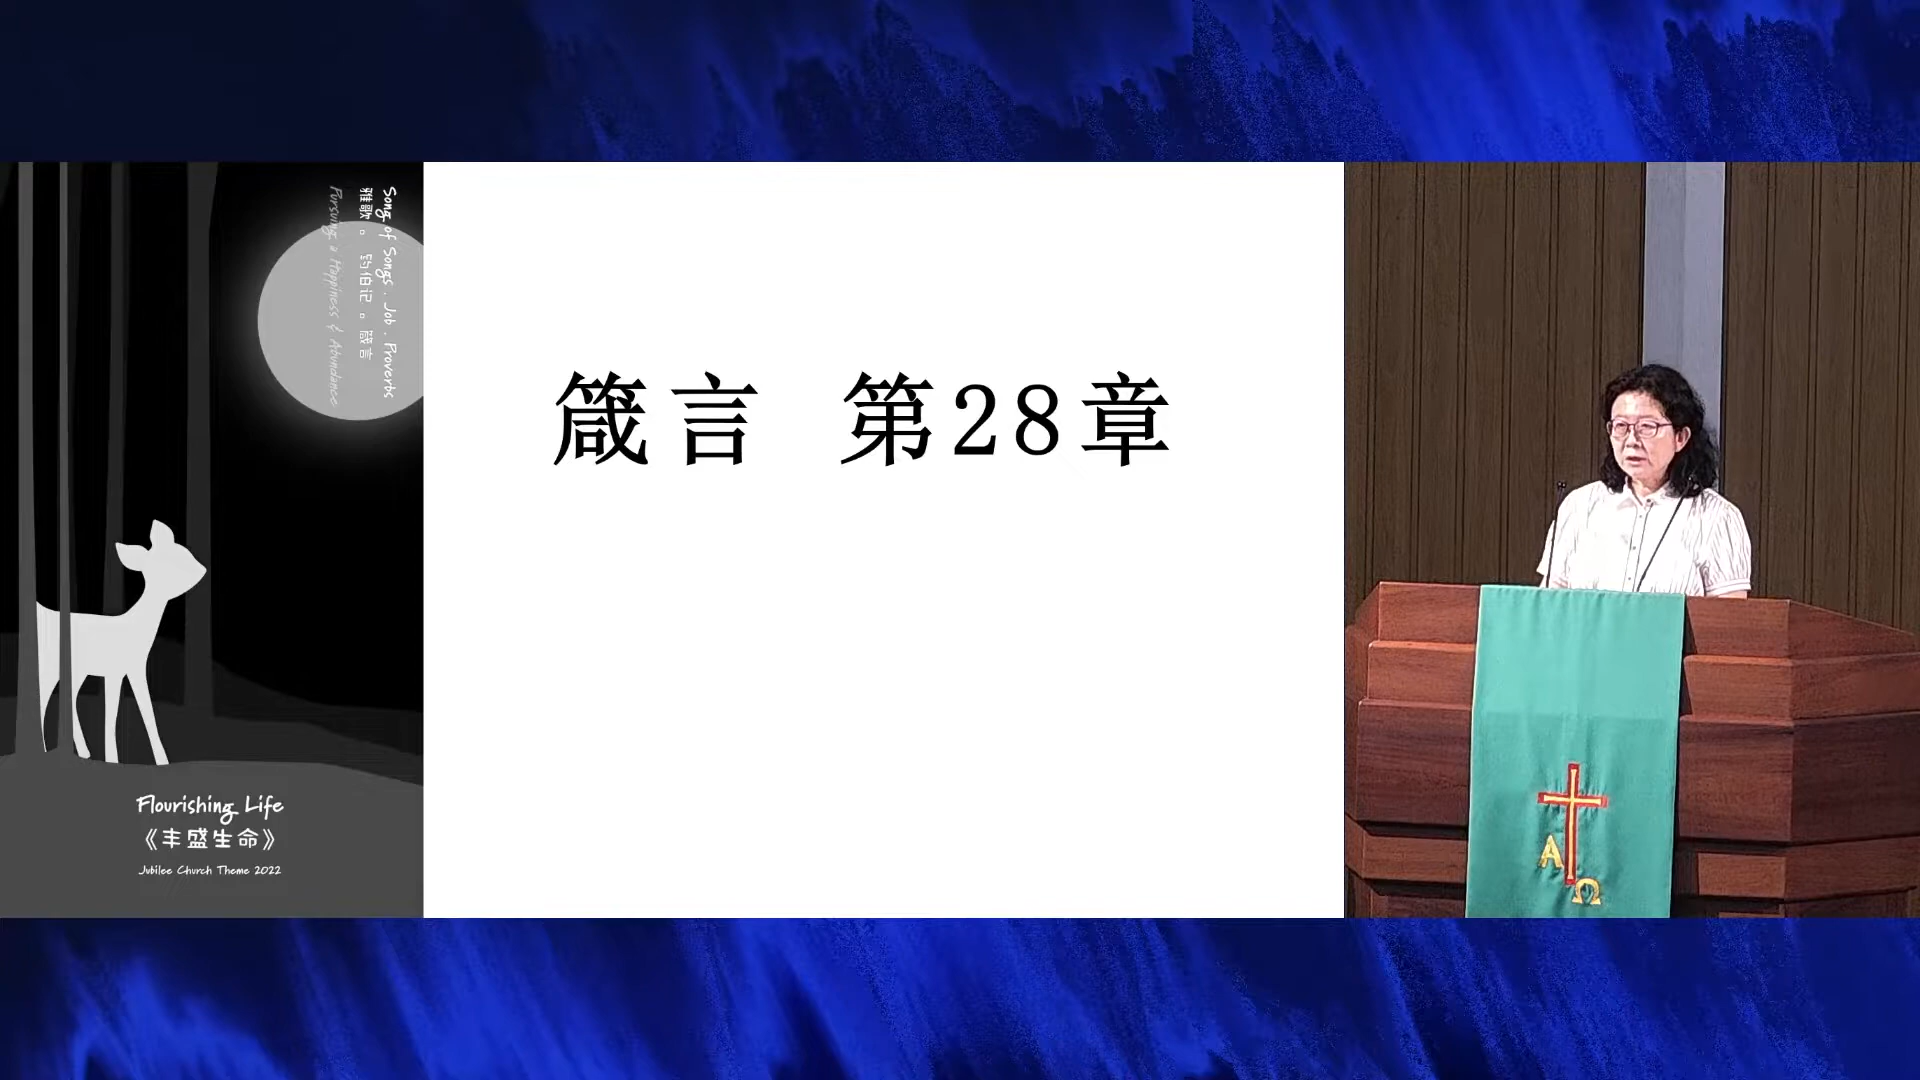 Song of Songs . Job . Proverbs
雅歌 。 约伯记 。 箴言
Pursuing a Happiness & Abundance
Flourishing Life
《丰盛生命》
Jubilee Church Theme 2022
箴言 第28章
A
Ω